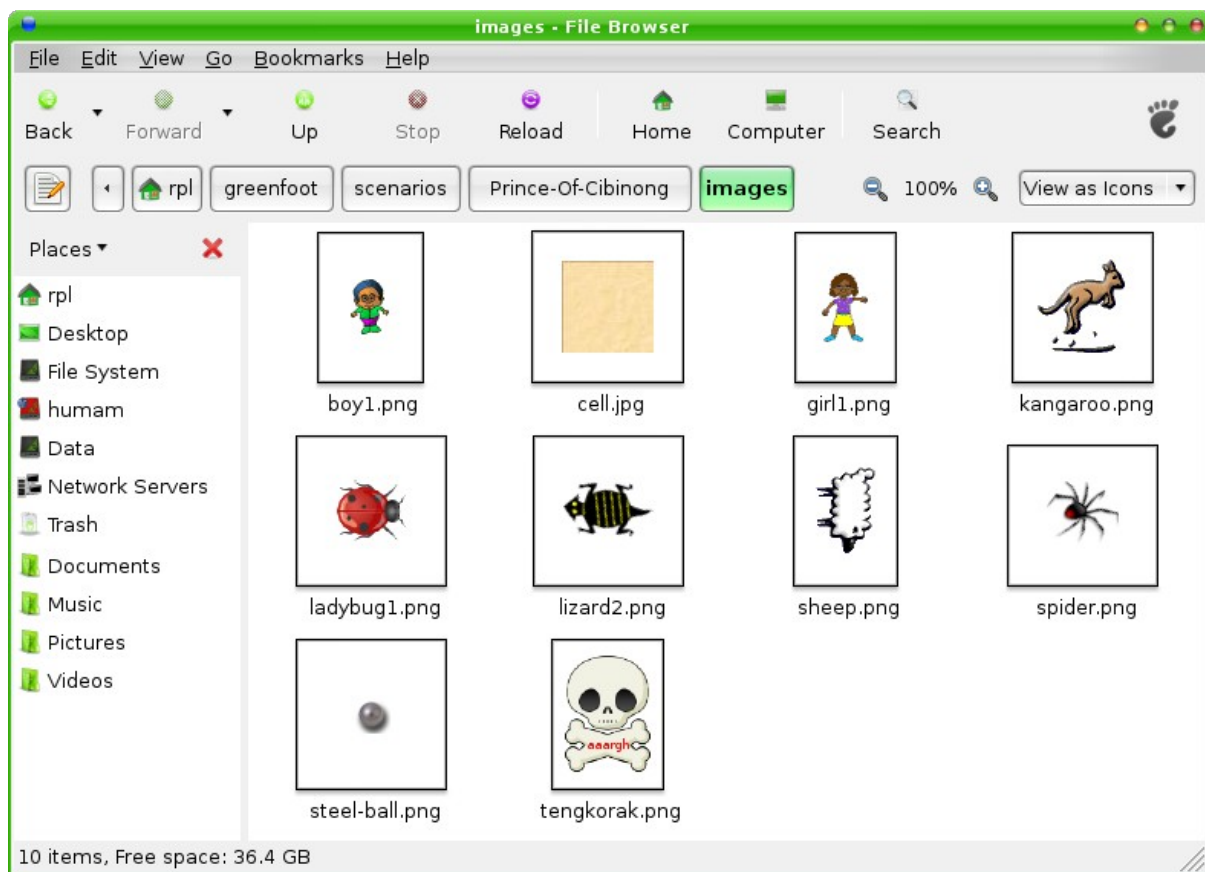 images - File Browser
File Edit View Go Bookmarks Help
Back Forward Up Stop Reload Home Computer Search
rpl greenfoot scenarios Prince-Of-Cibinong images 100% View as Icons
Places
rpl
Desktop
File System
humam
Data
Network Servers
Trash
Documents
Music
Pictures
Videos
boy1.png cell.jpg girl1.png kangaroo.png
ladybug1.png lizard2.png sheep.png spider.png
aaargh
steel-ball.png tengkorak.png
10 items, Free space: 36.4 GB